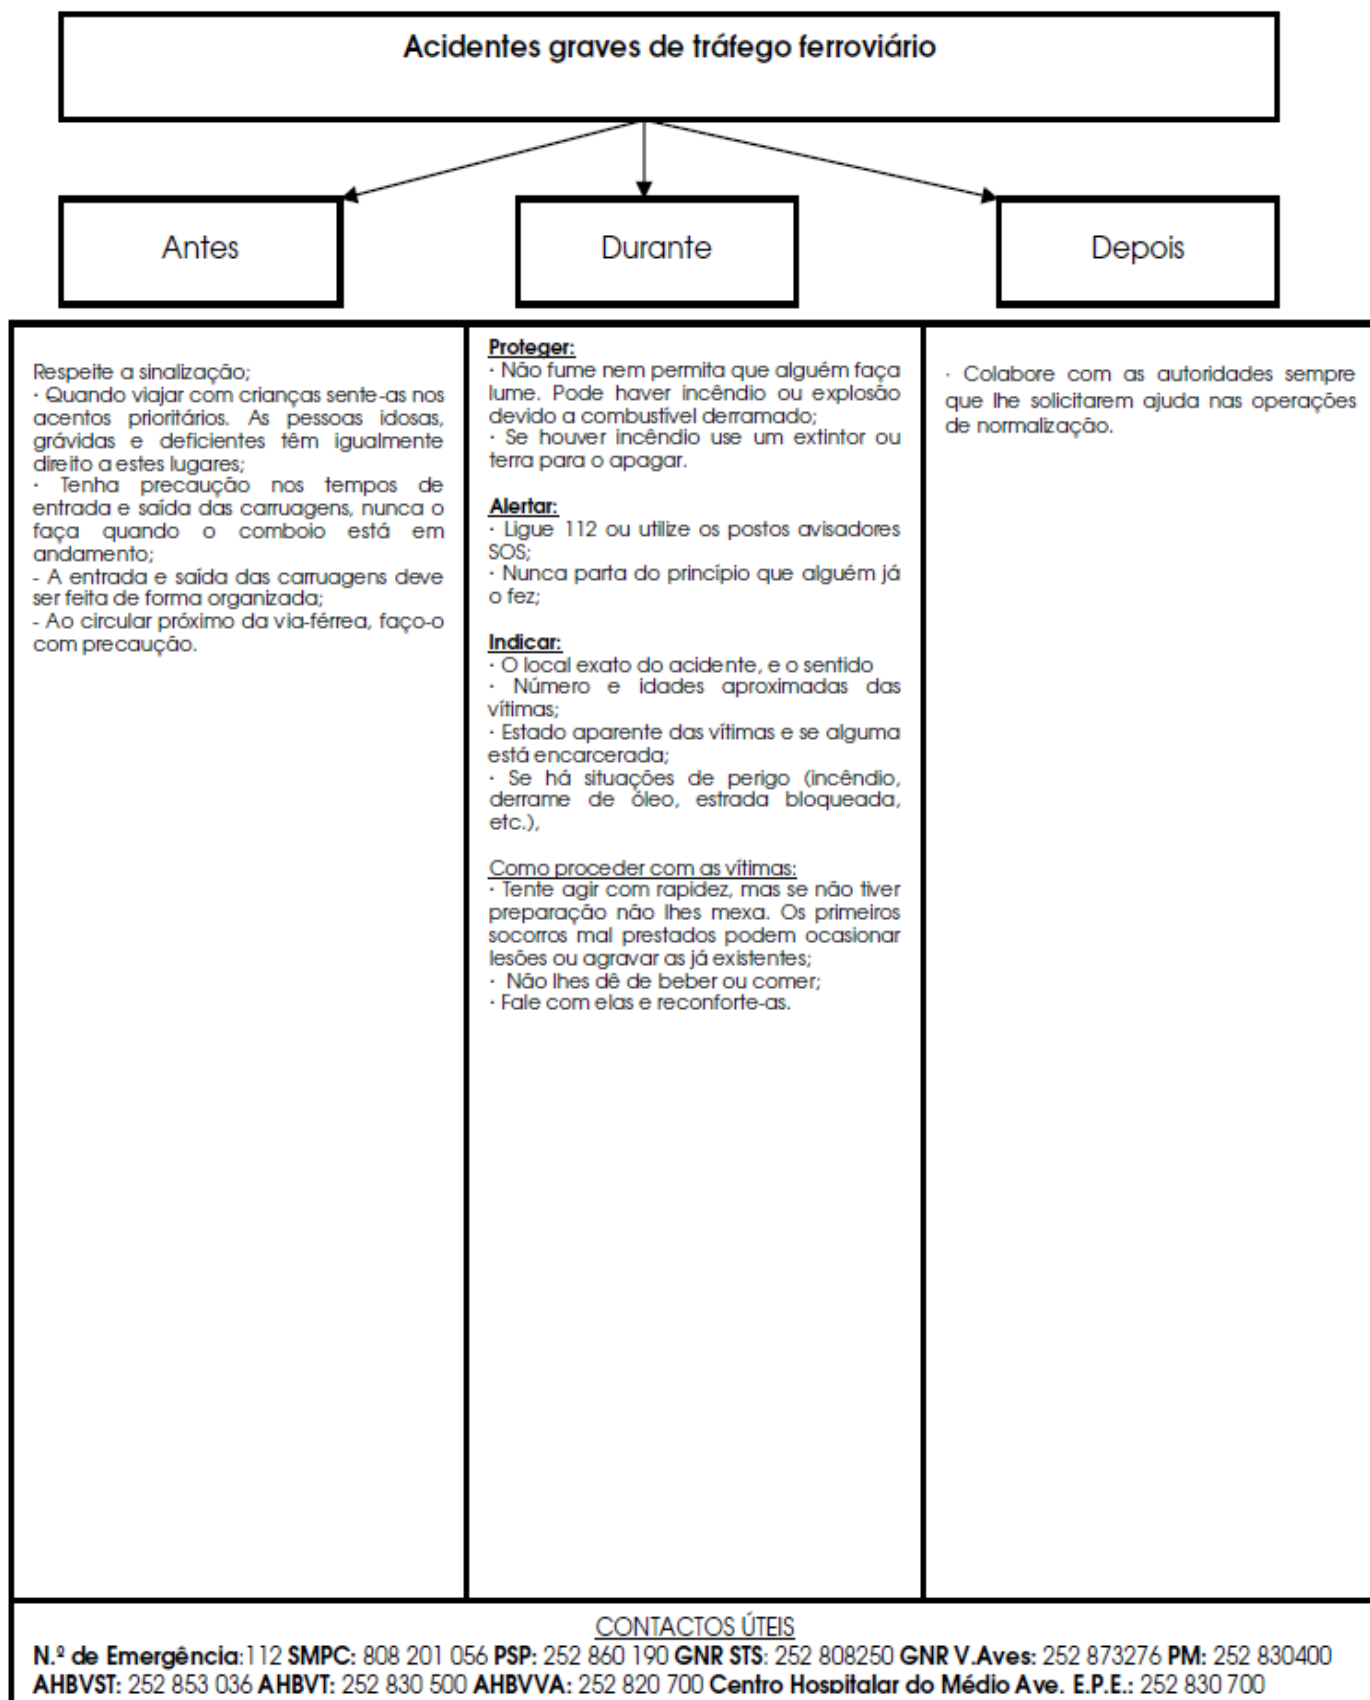 Acidentes graves de tráfego ferroviário
Antes
Durante
Depois
Respeite a sinalização;
· Quando viajar com crianças sente-as nos
acentos prioritários. As pessoas idosas,
grávidas e deficientes têm igualmente
direito a estes lugares;
· Tenha precaução nos tempos de
entrada e saída das carruagens, nunca o
faça quando o comboio está em
andamento;
- A entrada e saída das carruagens deve
ser feita de forma organizada;
- Ao circular próximo da via-férrea, faço-o
com precaução.
Proteger:
· Não fume nem permita que alguém faça
lume. Pode haver incêndio ou explosão
devido a combustível derramado;
· Se houver incêndio use um extintor ou
terra para o apagar.
Alertar:
· Ligue 112 ou utilize os postos avisadores
SOS;
· Nunca parta do princípio que alguém já
o fez;
Indicar:
· O local exato do acidente, e o sentido
· Número e idades aproximadas das
vítimas;
· Estado aparente das vítimas e se alguma
está encarcerada;
· Se há situações de perigo (incêndio,
derrame de óleo, estrada bloqueada,
etc.),
Como proceder com as vítimas:
· Tente agir com rapidez, mas se não tiver
preparação não lhes mexa. Os primeiros
socorros mal prestados podem ocasionar
lesões ou agravar as já existentes;
· Não lhes dê de beber ou comer;
· Fale com elas e reconforte-as.
· Colabore com as autoridades sempre
que lhe solicitarem ajuda nas operações
de normalização.
CONTACTOS ÚTEIS
N.º de Emergência:112 SMPC: 808 201 056 PSP: 252 860 190 GNR STS: 252 808250 GNR V.Aves: 252 873276 PM: 252 830400
AHBVST: 252 853 036 AHBVT: 252 830 500 AHBVVA: 252 820 700 Centro Hospitalar do Médio Ave, E.P.E.: 252 830 700